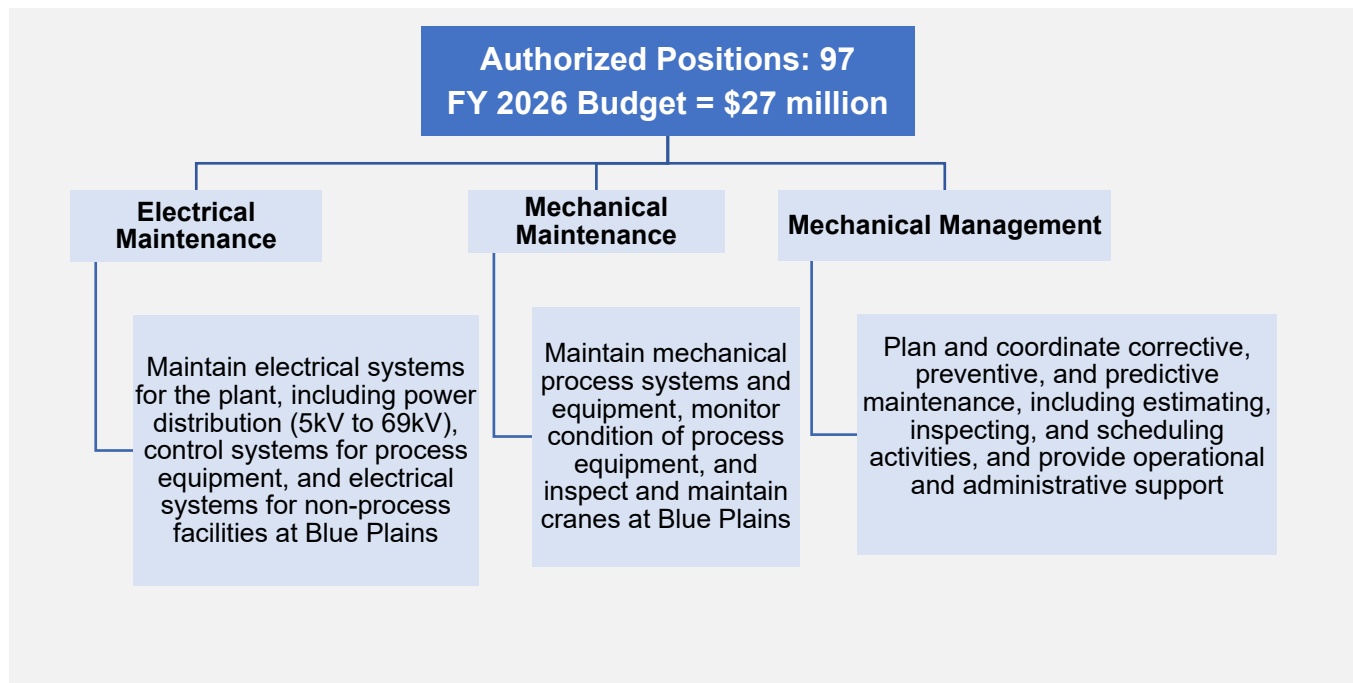 Authorized Positions: 97
FY 2026 Budget = $27 million
Electrical
Maintenance
Mechanical
Maintenance
Mechanical Management
Maintain electrical systems
for the plant, including power
distribution (5kV to 69kV),
control systems for process
equipment, and electrical
systems for non-process
facilities at Blue Plains
Maintain mechanical
process systems and
equipment, monitor
condition of process
equipment, and
inspect and maintain
cranes at Blue Plains
Plan and coordinate corrective,
preventive, and predictive
maintenance, including estimating,
inspecting, and scheduling
activities, and provide operational
and administrative support